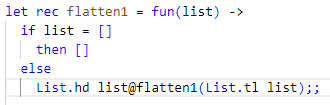 let rec flatten1 = fun(list) ->
  if list = []
    then []
  else
    List.hd list@flatten1(List.tl list);;